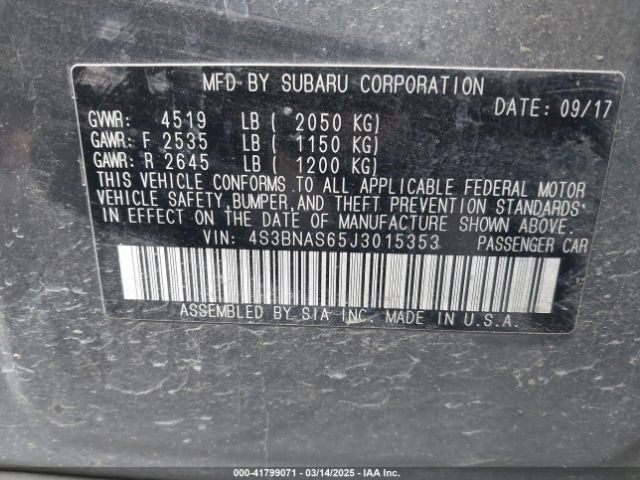 MFD BY SUBARU CORPORATION
DATE: 09/17
GVWR: 4519 LB ( 2050 KG)
GAWR: F 2535 LB ( 1150 KG)
GAWR: R 2645 LB ( 1200 KG)
THIS VEHICLE CONFORMS TO ALL APPLICABLE FEDERAL MOTOR
VEHICLE SAFETY, BUMPER, AND THEFT PREVENTION STANDARDS
IN EFFECT ON THE DATE OF MANUFACTURE SHOWN ABOVE.
VIN: 4S3BNAS65J3015353 PASSENGER CAR
ASSEMBLED BY SIA INC. MADE IN U.S.A.
000-41799071 | 03/14/2025 | IAA Inc.